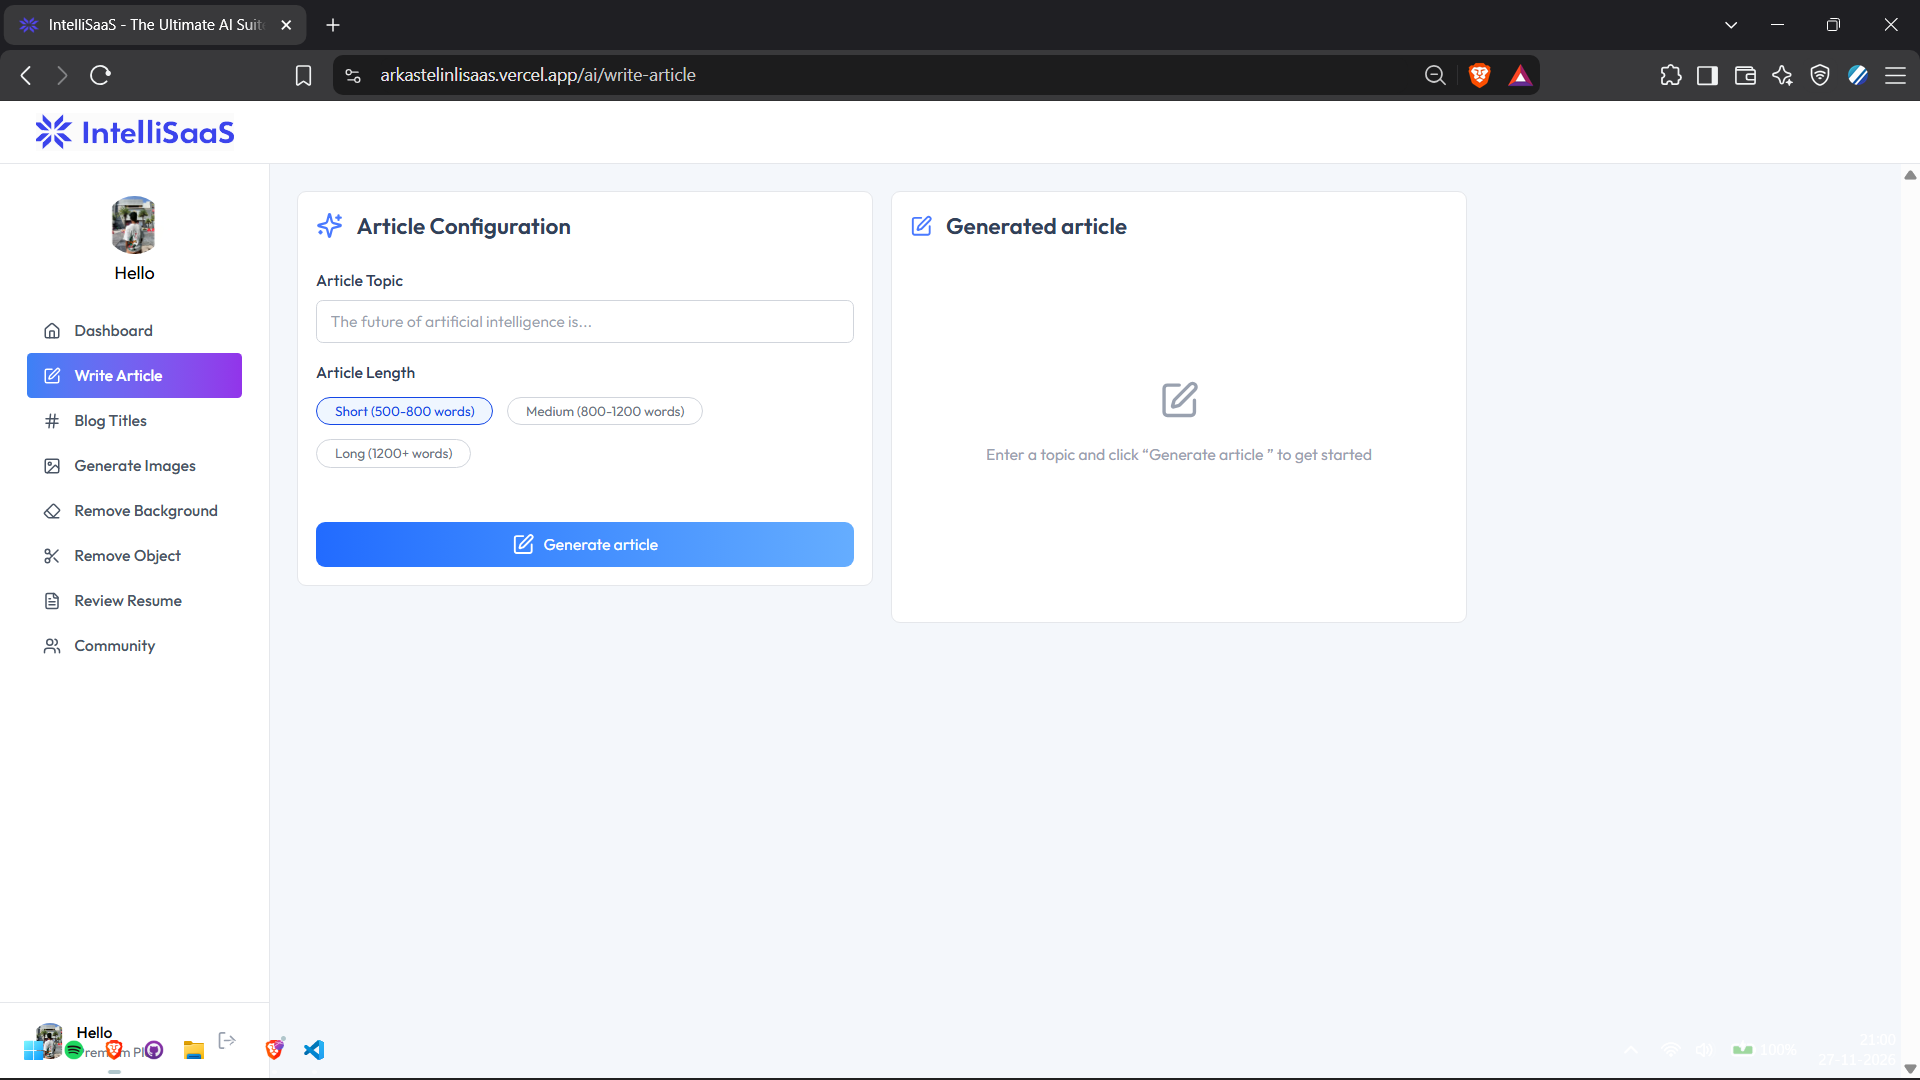 IntelliSaaS - The Ultimate AI Suit
arkastelinlisaas.vercel.app/ai/write-article
IntelliSaaS
Hello
Dashboard
Write Article
Blog Titles
Generate Images
Remove Background
Remove Object
Review Resume
Community
Hello
Article Configuration
Article Topic
The future of artificial intelligence is...
Article Length
Short (500-800 words)
Medium (800-1200 words)
Long (1200+ words)
Generate article
Generated article
Enter a topic and click “Generate article ” to get started
100%
21:00